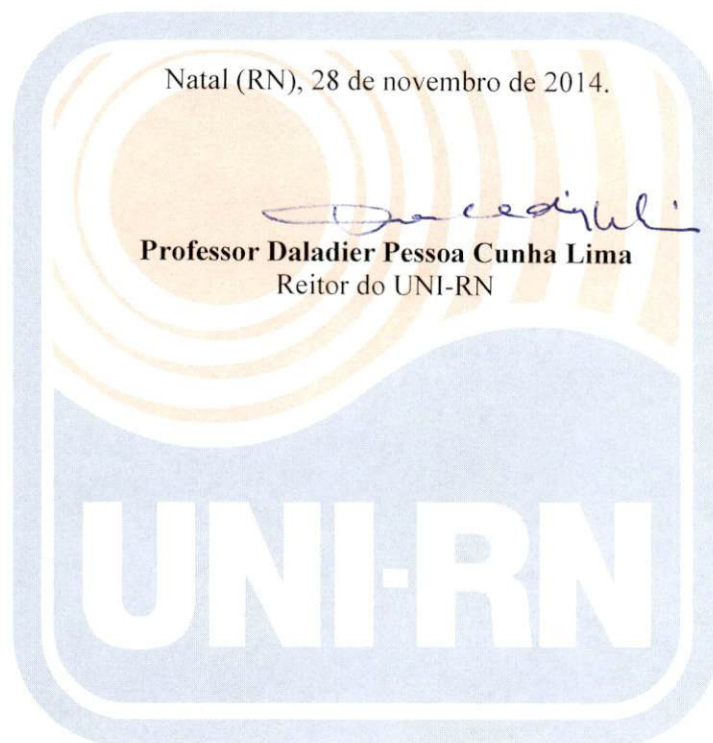 Natal (RN), 28 de novembro de 2014.
Professor Daladier Pessoa Cunha Lima
Reitor do UNI-RN
UNI-RN